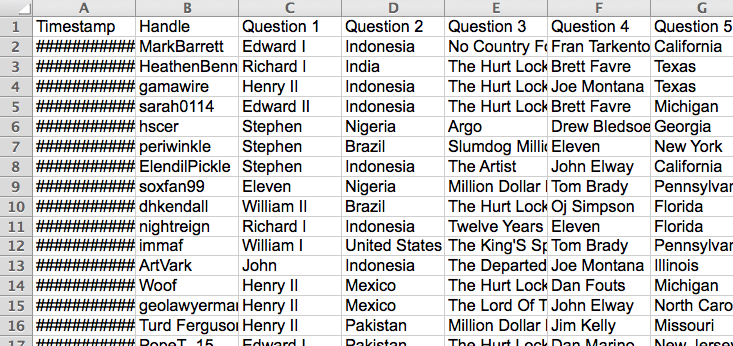 A B C D E F G
1 Timestamp Handle Question 1 Question 2 Question 3 Question 4 Question 5
2 ########### MarkBarrett Edward I Indonesia No Country Fo Fran Tarkento California
3 ########### HeathenBenn Richard I India The Hurt Lock Brett Favre Texas
4 ########### gamawire Henry II Indonesia The Hurt Lock Joe Montana Texas
5 ########### sarah0114 Edward II Indonesia The Hurt Lock Brett Favre Michigan
6 ########### hscer Stephen Nigeria Argo Drew Bledsoe Georgia
7 ########### periwinkle Stephen Brazil Slumdog Millio Eleven New York
8 ########### ElendilPickle Stephen Indonesia The Artist John Elway California
9 ########### soxfan99 Eleven Nigeria Million Dollar Tom Brady Pennsylvan
10 ########### dhkendall William II Brazil The Hurt Lock Oj Simpson Florida
11 ########### nightreign Richard I Indonesia Twelve Years Eleven Florida
12 ########### immaf William I United States The King'S Sp Tom Brady Pennsylvan
13 ########### ArtVark John Indonesia The Departed Joe Montana Illinois
14 ########### Woof Henry II Mexico The Hurt Lock Dan Fouts Michigan
15 ########### geolawyerman Henry II Mexico The Lord Of T John Elway North Caro
16 ########### Turd Ferguson Henry II Pakistan Million Dollar Jim Kelly Missouri
17 ########### PopeT_15 Edward I Pakistan The Hurt Lock Dan Marino New Jersey